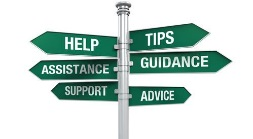 HELP
TIPS
ASSISTANCE
GUIDANCE
SUPPORT
ADVICE